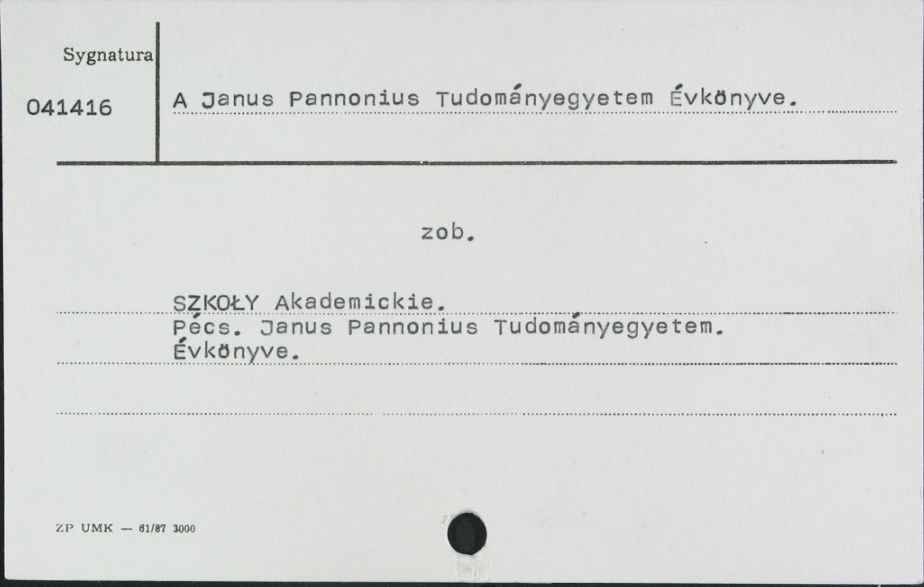 Sygnatura
041416
A Janus Pannonius Tudományegyetem Évkönyve.
zob.
SZKOŁY Akademickie.
Pécs. Janus Pannonius Tudományegyetem.
Évkönyve.
ZP UMK — 61/87 3000